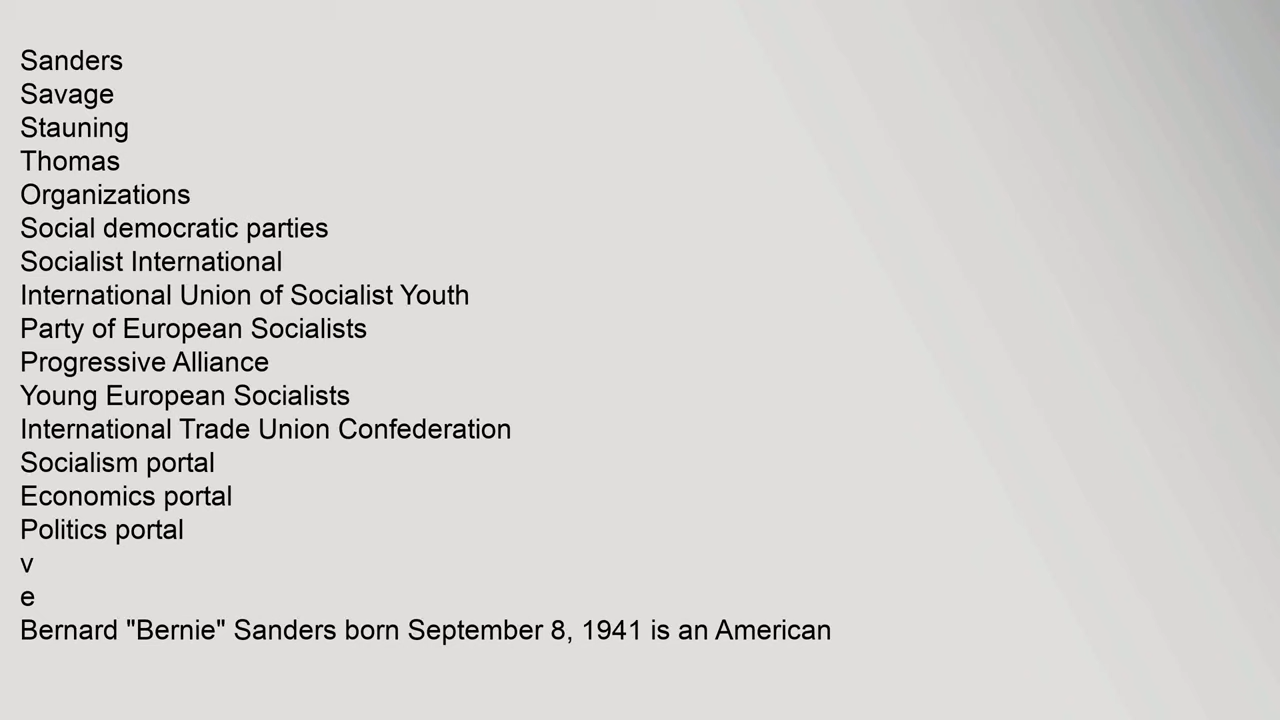 Sanders
Savage
Stauning
Thomas
Organizations
Social democratic parties
Socialist International
International Union of Socialist Youth
Party of European Socialists
Progressive Alliance
Young European Socialists
International Trade Union Confederation
Socialism portal
Economics portal
Politics portal
v
e
Bernard "Bernie" Sanders born September 8, 1941 is an American